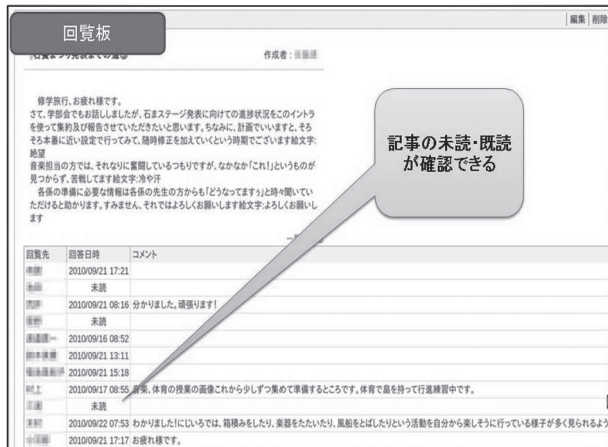 編集 削除
回覧板
作成者：
修学旅行、お疲れ様です。
さて、学部会でもお話ししましたが、石まステージ発表に向けての進捗状況をこのイントラ
を使って集約及び報告させていただきたいと思います。ちなみに、計画でいいますと、そろ
そろ本番に近い設定で行ってみて、随時修正を加えていくという時期でございます絵文字:
絶望
音楽担当の方では、それなりに奮闘しているつもりですが、なかなか「これ!」というものが
見つからず、苦戦してます絵文字:冷や汗
各係の準備に必要な情報は各係の先生の方からも「どうなってますぅ」と時々聞いてい
ただけると助かります。すみません、それではよろしくお願いします絵文字:よろしくお願いし
ます
記事の未読・既読
が確認できる
回覧先 回答日時 コメント
2010/09/21 17:21
未読
2010/09/21 08:16 分かりました。頑張ります!
未読
2010/09/16 08:52
2010/09/21 13:11
2010/09/21 15:18
村上 2010/09/17 08:55 音楽、体育の授業の画像これから少しずつ集めて準備するところです。体育で畠を持って行進練習中です。
未読
2010/09/22 07:53 わかりました!にじいろでは、箱積みをしたり、楽器をたたいたり、風船をとばしたりという活動を自分から楽しそうに行っている様子が多く見られるよう
2010/09/21 17:17 お疲れ様です。